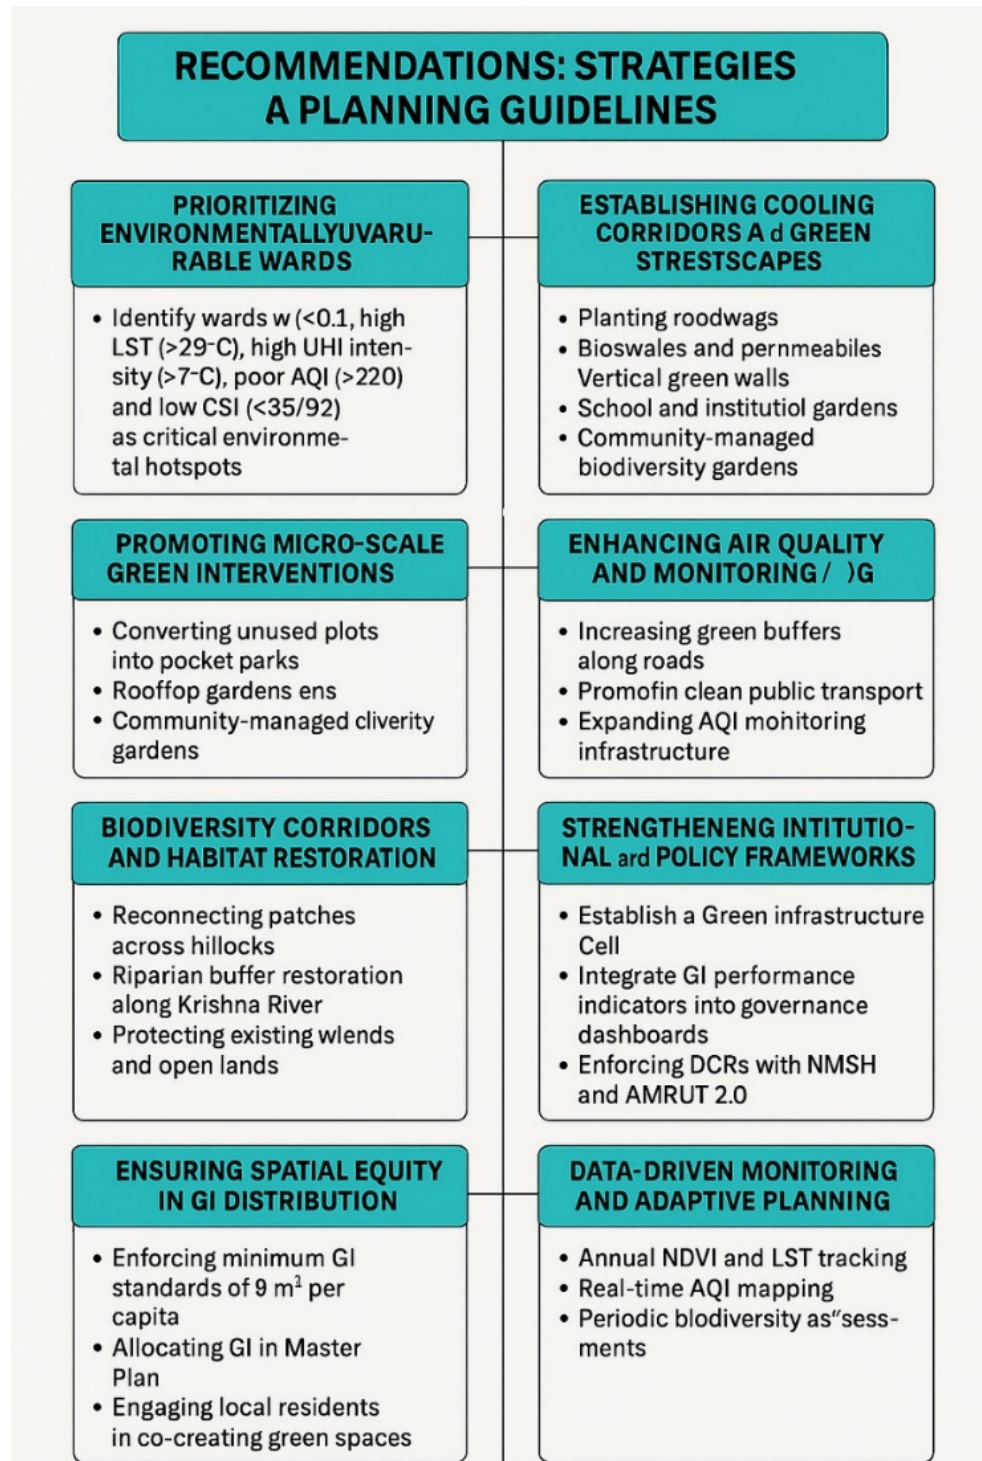 RECOMMENDATIONS: STRATEGIES
A PLANNING GUIDELINES
PRIORITIZING
ENVIRONMENTALLYUVARU-
RABLE WARDS
• Identify wards w (<0.1, high
LST (>29⁻C), high UHI inten-
sity (>7⁻C), poor AQI (>220)
and low CSI (<35/92)
as critical environme-
tal hotspots
ESTABLISHING COOLING
CORRIDORS A d GREEN
STRESTSCAPES
• Planting roodwags
• Bioswales and pernmeabiles
Vertical green walls
• School and institutiol gardens
• Community-managed
biodiversity gardens
PROMOTING MICRO-SCALE
GREEN INTERVENTIONS
• Converting unused plots
into pocket parks
• Rooffop gardens ens
• Community-managed cliverity
gardens
ENHANCING AIR QUALITY
AND MONITORING / )G
• Increasing green buffers
along roads
• Promofin clean public transport
• Expanding AQI monitoring
infrastructure
BIODIVERSITY CORRIDORS
AND HABITAT RESTORATION
• Reconnecting patches
across hillocks
• Riparian buffer restoration
along Krishna River
• Protecting existing wlends
and open lands
STRENGTHENENG INTITUTIO-
NAL ard POLICY FRAMEWORKS
• Establish a Green infrastructure
Cell
• Integrate GI performance
indicators into governance
dashboards
• Enforcing DCRs with NMSH
and AMRUT 2.0
ENSURING SPATIAL EQUITY
IN GI DISTRIBUTION
• Enforcing minimum GI
standards of 9 m² per
capita
• Allocating GI in Master
Plan
• Engaging local residents
in co-creating green spaces
DATA-DRIVEN MONITORING
AND ADAPTIVE PLANNING
• Annual NDVI and LST tracking
• Real-time AQI mapping
• Periodic blodiversity as"sess-
ments